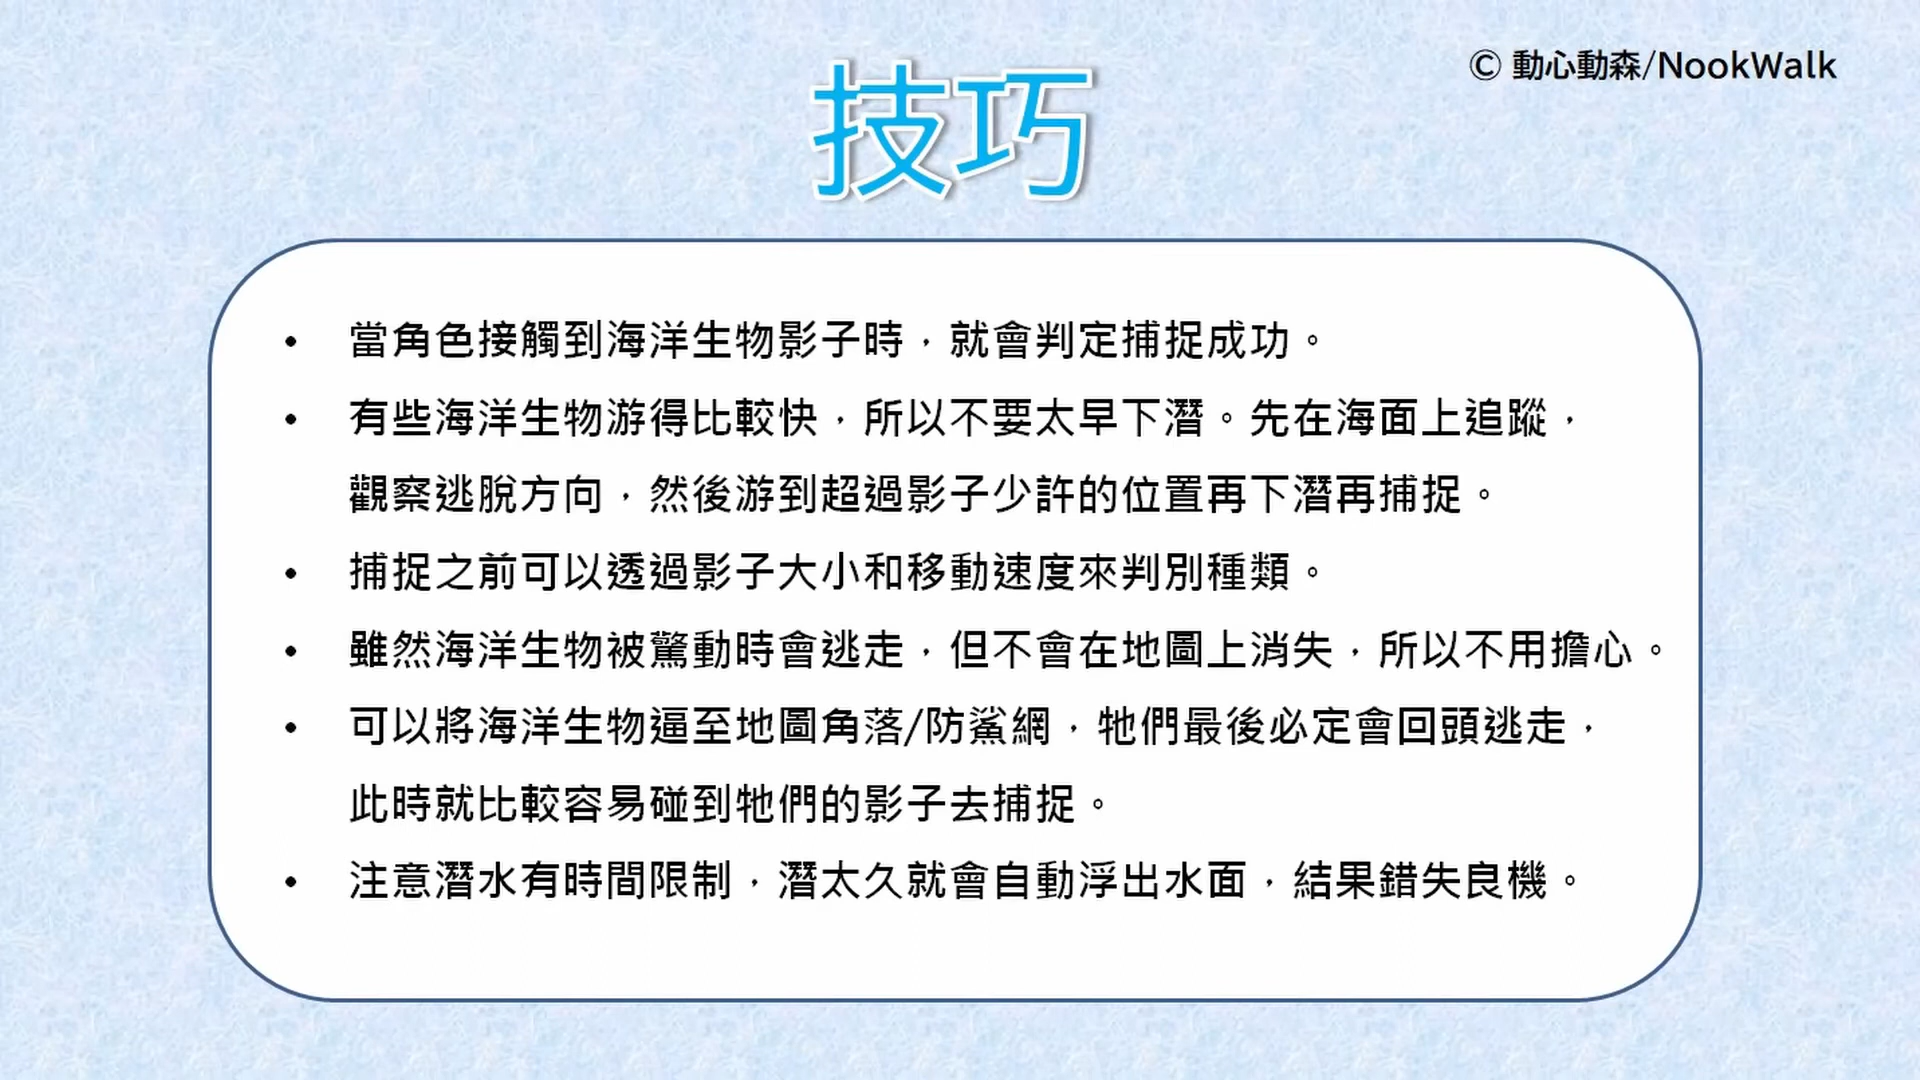 © 動心動森/NookWalk
技巧
• 當角色接觸到海洋生物影子時，就會判定捕捉成功。
• 有些海洋生物游得比較快，所以不要太早下潛。先在海面上追蹤，
觀察逃脫方向，然後游到超過影子少許的位置再下潛再捕捉。
• 捕捉之前可以透過影子大小和移動速度來判別種類。
• 雖然海洋生物被驚動時會逃走，但不會在地圖上消失，所以不用擔心。
• 可以將海洋生物逼至地圖角落/防鯊網，牠們最後必定會回頭逃走，
此時就比較容易碰到牠們的影子去捕捉。
• 注意潛水有時間限制，潛太久就會自動浮出水面，結果錯失良機。